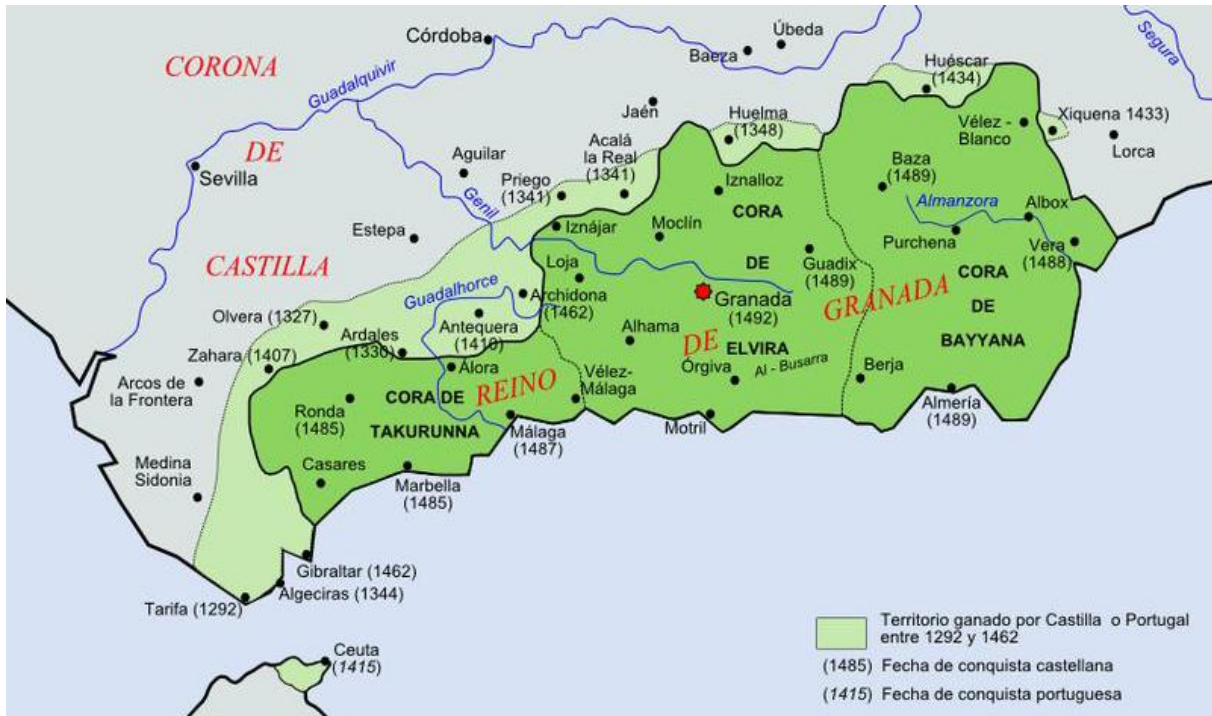 Córdoba
Úbeda
Baeza
Segura
CORONA
Guadalquivir
Huéscar
(1434)
Jaén
Huelma
(1348)
Vélez -
Blanco
Xiquena 1433)
Lorca
DE
Sevilla
Aguilar
Acalá
la Real
(1341)
Priego
(1341)
Baza
(1489)
Iznalloz
Genil
CORA
Almanzora
Albox
Estepa
Iznájar
Moclín
Purchena
Vera
(1488)
CASTILLA
Loja
DE
Guadix
(1489)
CORA
Guadalhorce
Archidona
(1462)
Granada
(1492)
GRANADA
DE
Olvera (1327)
Antequera
(1410)
Ardales
(1330)
Alhama
DE
ELVIRA
BAYYANA
Zahara (1407)
Álora
REINO
Vélez-
Málaga
Órgiva
Al - Busarra
Berja
Arcos de
la Frontera
Ronda
(1485)
CORA DE
TAKURUNNA
Málaga
(1487)
Motril
Almería
(1489)
Medina
Sidonia
Casares
Marbella
(1485)
Gibraltar (1462)
Algeciras (1344)
Tarifa (1292)
Ceuta
(1415)
Territorio ganado por Castilla o Portugal
entre 1292 y 1462
(1485) Fecha de conquista castellana
(1415) Fecha de conquista portuguesa